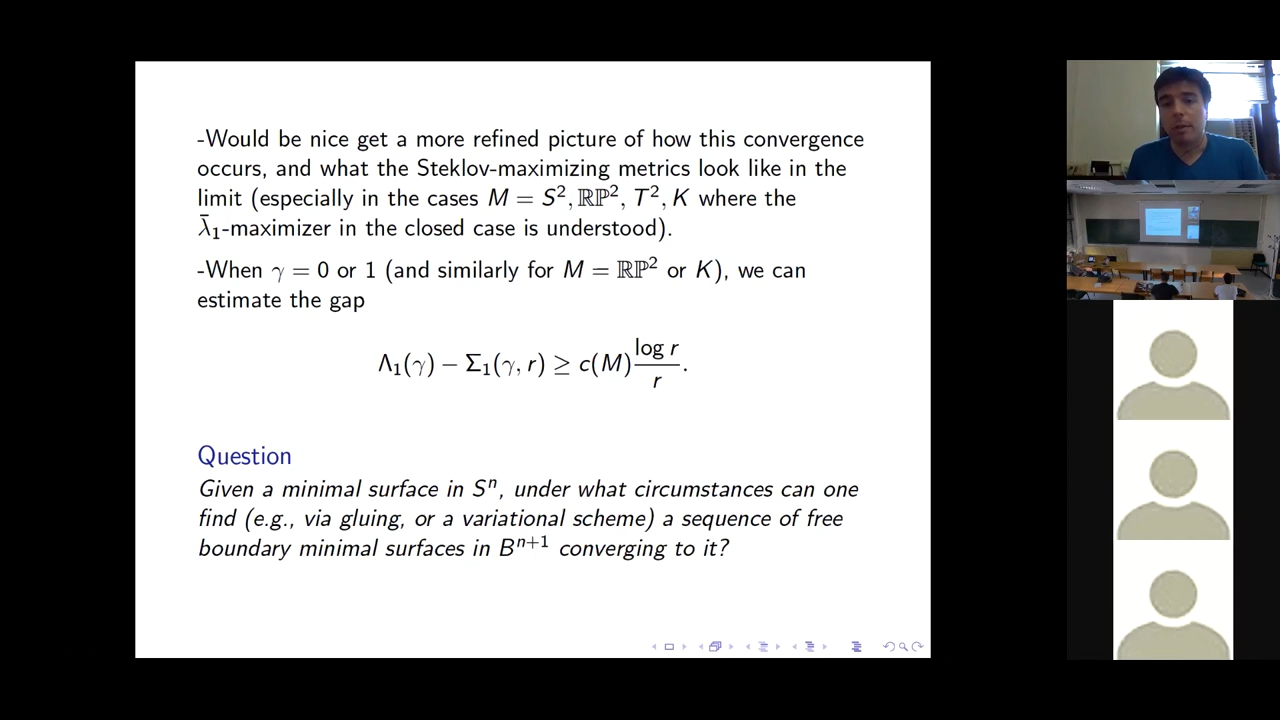 -Would be nice get a more refined picture of how this convergence
occurs, and what the Steklov-maximizing metrics look like in the
limit (especially in the cases M = S², ℝℙ², T², K where the
λ̄₁-maximizer in the closed case is understood).
-When γ = 0 or 1 (and similarly for M = ℝℙ² or K), we can
estimate the gap
Λ₁(γ) − Σ₁(γ, r) ≥ c(M) log r / r.
Question
Given a minimal surface in Sⁿ, under what circumstances can one
find (e.g., via gluing, or a variational scheme) a sequence of free
boundary minimal surfaces in Bⁿ⁺¹ converging to it?